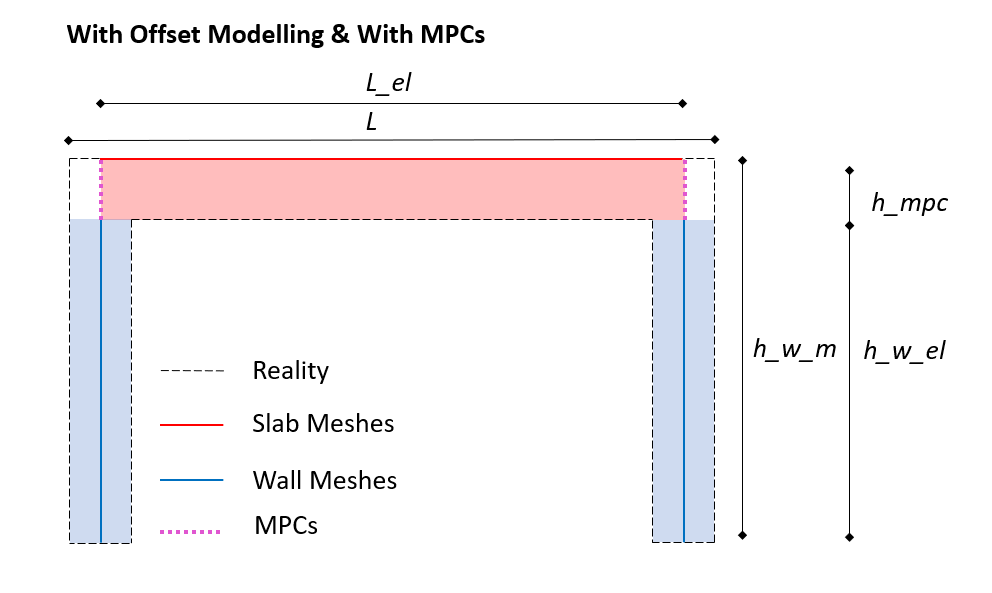 With Offset Modelling & With MPCs
L_el
L
h_mpc
h_w_m
h_w_el
Reality
Slab Meshes
Wall Meshes
MPCs